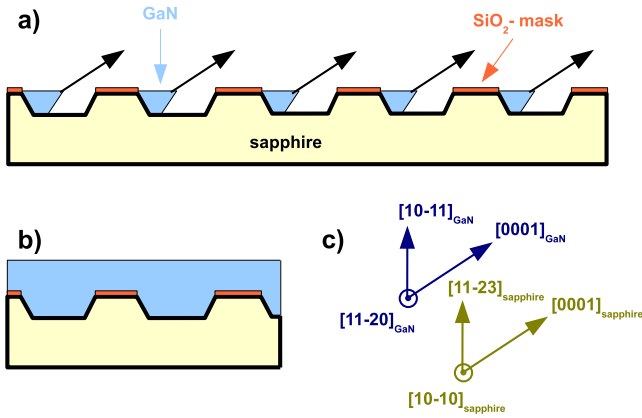 a)
GaN
SiO2- mask
sapphire
b)
c)
[10-11]GaN
[0001]GaN
[11-20]GaN
[11-23]sapphire
[0001]sapphire
[10-10]sapphire